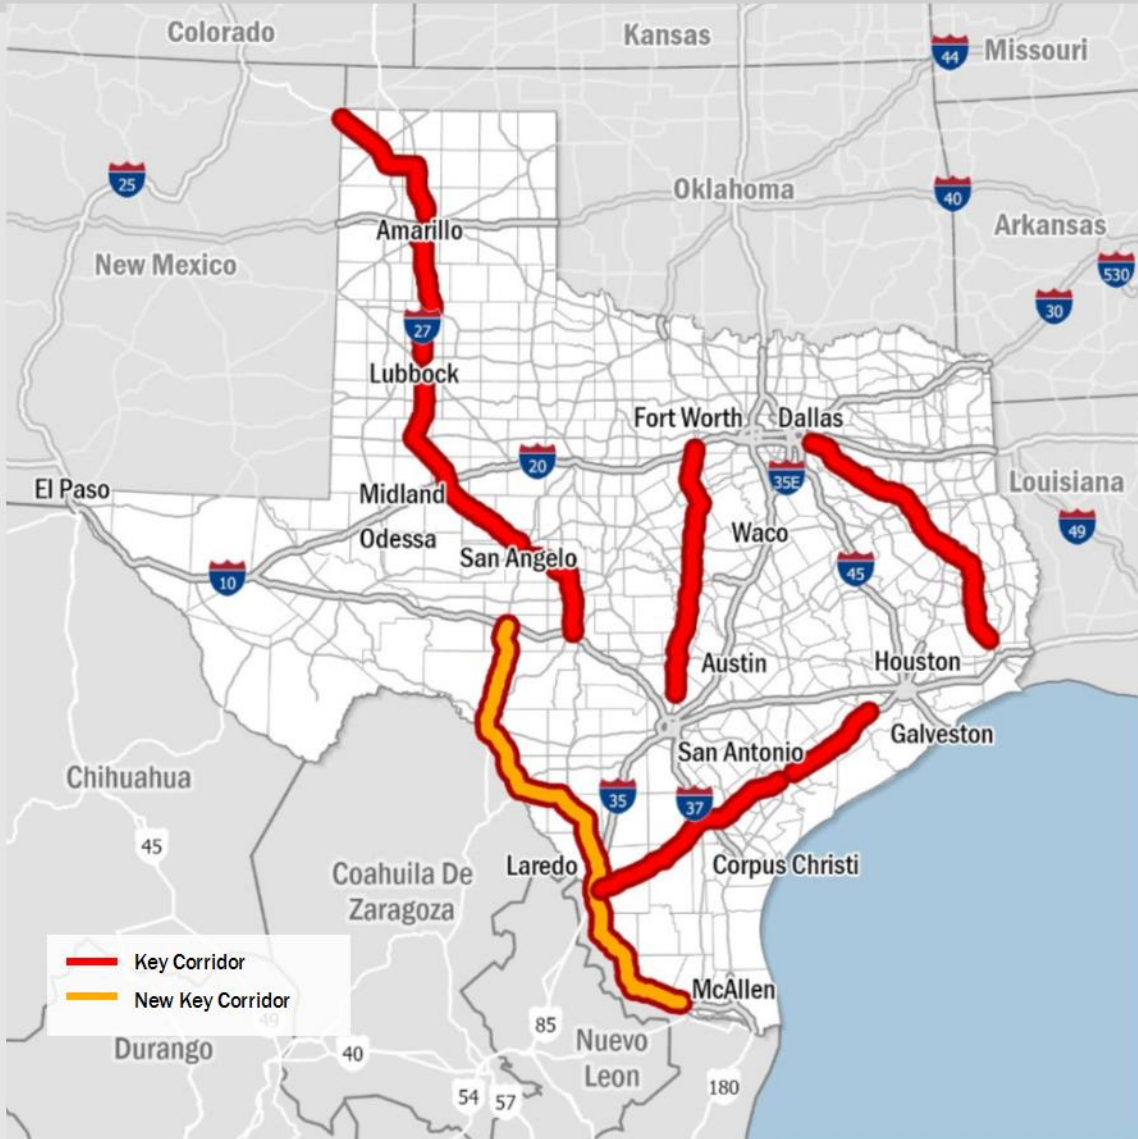 Colorado
Kansas
44
Missouri
25
Oklahoma
40
Arkansas
Amarillo
New Mexico
530
30
27
Lubbock
Fort Worth
Dallas
20
35E
El Paso
Midland
Louisiana
49
Odessa
Waco
San Angelo
10
45
Austin
Houston
Galveston
San Antonio
Chihuahua
35
37
45
Laredo
Corpus Christi
Coahuila De
Zaragoza
Key Corridor
McAllen
New Key Corridor
49
85
Durango
40
Nuevo
Leon
54
57
180